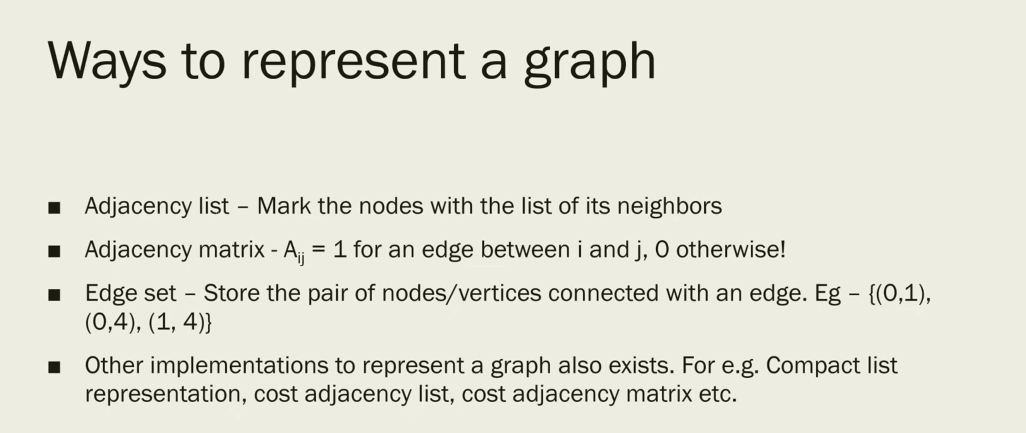 Ways to represent a graph
■ Adjacency list – Mark the nodes with the list of its neighbors
■ Adjacency matrix - Aij = 1 for an edge between i and j, 0 otherwise!
■ Edge set – Store the pair of nodes/vertices connected with an edge. Eg – {(0,1),
(0,4), (1, 4)}
■ Other implementations to represent a graph also exists. For e.g. Compact list
representation, cost adjacency list, cost adjacency matrix etc.